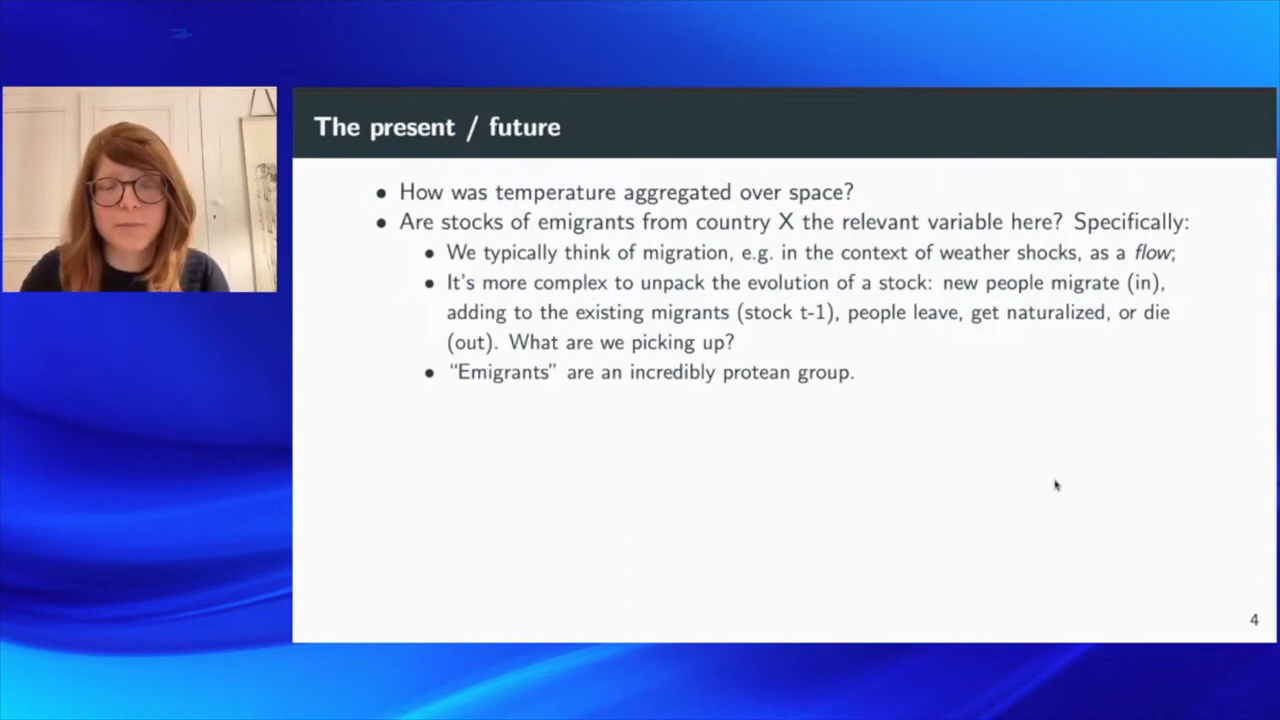 The present / future
• How was temperature aggregated over space?
• Are stocks of emigrants from country X the relevant variable here? Specifically:
• We typically think of migration, e.g. in the context of weather shocks, as a flow;
• It's more complex to unpack the evolution of a stock: new people migrate (in),
adding to the existing migrants (stock t-1), people leave, get naturalized, or die
(out). What are we picking up?
• “Emigrants” are an incredibly protean group.
4